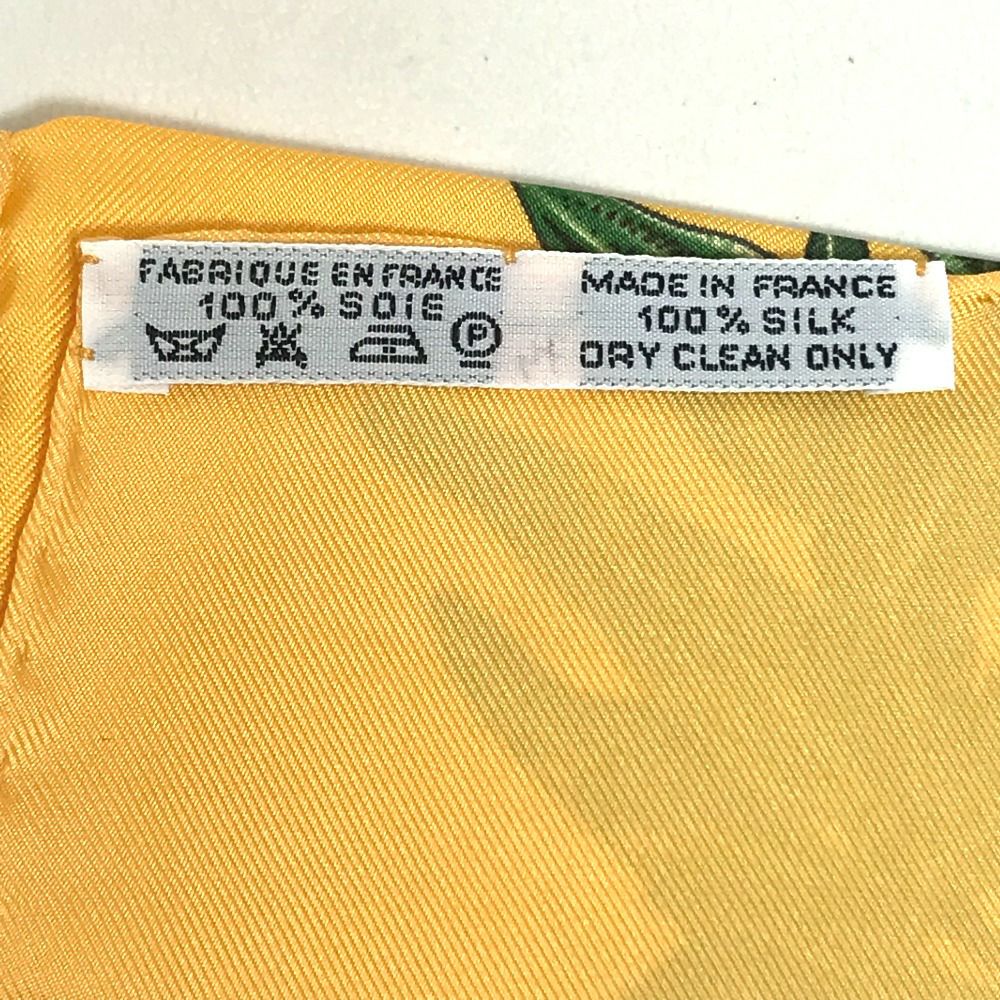 FABRIQUE EN FRANCE
100 % SOIE
P
MADE IN FRANCE
100 % SILK
DRY CLEAN ONLY